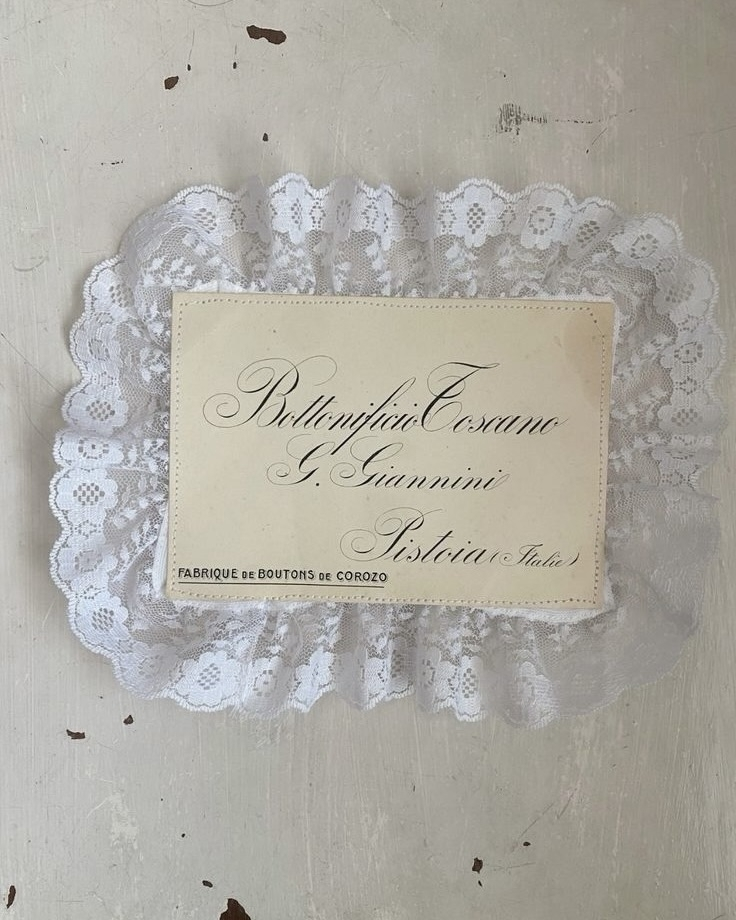 Bottonificio Toscano
G. Giannini
Pistoia (Italie)
FABRIQUE DE BOUTONS DE COROZO